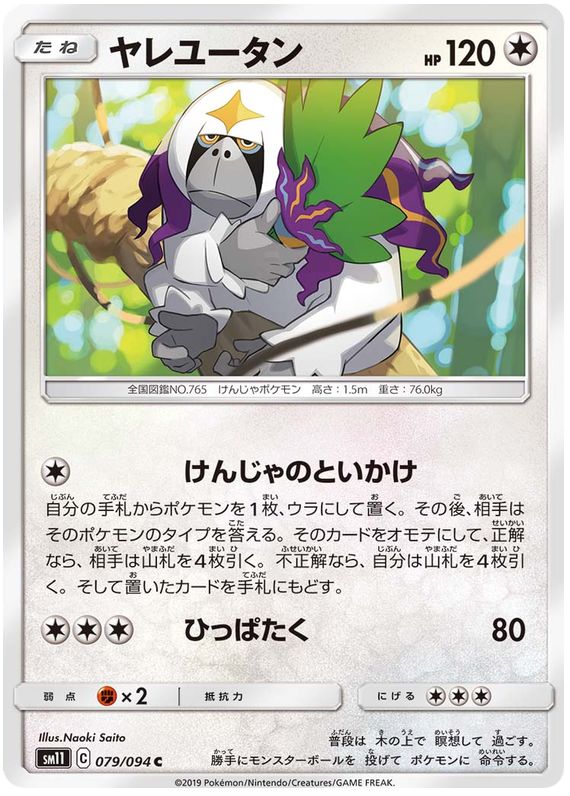 たね ヤレユータン HP 120
全国図鑑NO.765 けんじゃポケモン 高さ:1.5m 重さ:76.0kg
けんじゃのといかけ
自分の手札からポケモンを1枚、ウラにして置く。その後、相手は
そのポケモンのタイプを答える。そのカードをオモテにして、正解
なら、相手は山札を4枚引く。不正解なら、自分は山札を4枚引
く。そして置いたカードを手札にもどす。
ひっぱたく 80
弱点 ×2 抵抗力 にげる
Illus.Naoki Saito
SM11 C 079/094 C
普段は 木の上で 瞑想して 過ごす。
勝手にモンスターボールを 投げて ポケモンに 命令する。
©2019 Pokémon/Nintendo/Creatures/GAME FREAK.